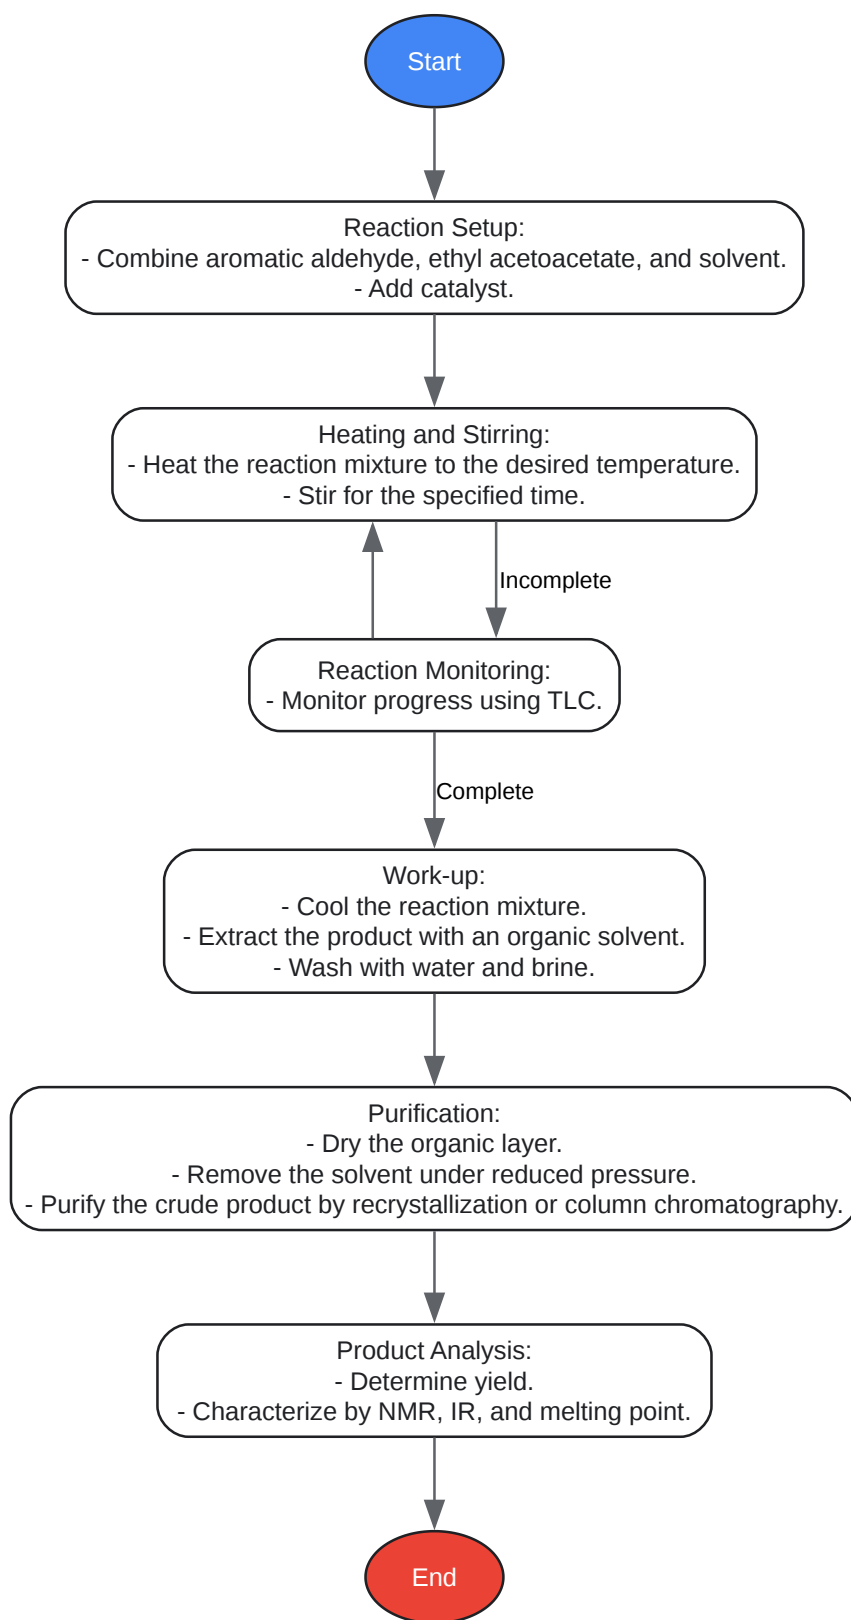 Start
Reaction Setup:
- Combine aromatic aldehyde, ethyl acetoacetate, and solvent.
- Add catalyst.
Heating and Stirring:
- Heat the reaction mixture to the desired temperature.
- Stir for the specified time.
Incomplete
Reaction Monitoring:
- Monitor progress using TLC.
Complete
Work-up:
- Cool the reaction mixture.
- Extract the product with an organic solvent.
- Wash with water and brine.
Purification:
- Dry the organic layer.
- Remove the solvent under reduced pressure.
- Purify the crude product by recrystallization or column chromatography.
Product Analysis:
- Determine yield.
- Characterize by NMR, IR, and melting point.
End